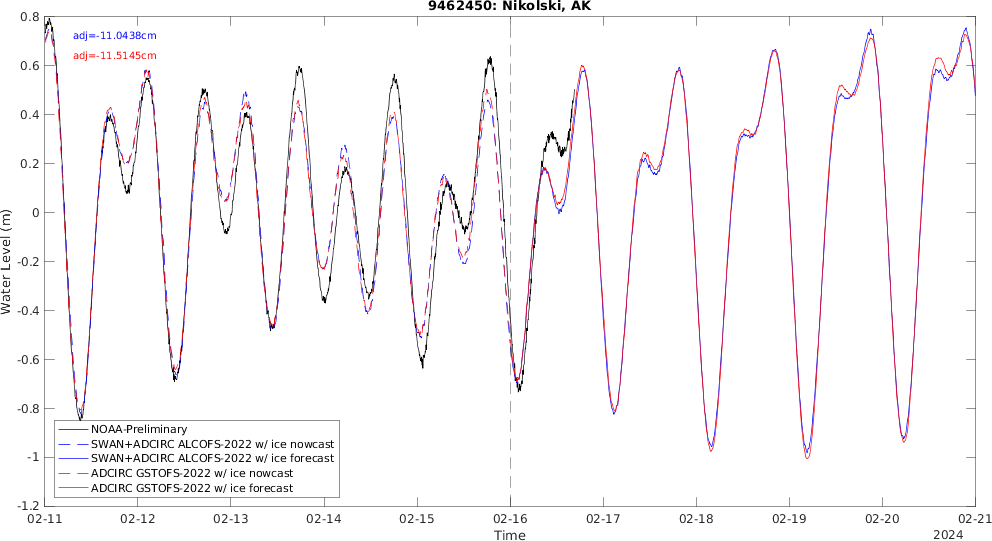 9462450: Nikolski, AK
adj=-11.0438cm
adj=-11.5145cm
0.8
0.6
0.4
0.2
0
-0.2
-0.4
-0.6
-0.8
-1
-1.2
Water Level (m)
NOAA-Preliminary
SWAN+ADCIRC ALCOFS-2022 w/ ice nowcast
SWAN+ADCIRC ALCOFS-2022 w/ ice forecast
ADCIRC GSTOFS-2022 w/ ice nowcast
ADCIRC GSTOFS-2022 w/ ice forecast
02-11 02-12 02-13 02-14 02-15 02-16 02-17 02-18 02-19 02-20 02-21
Time
2024